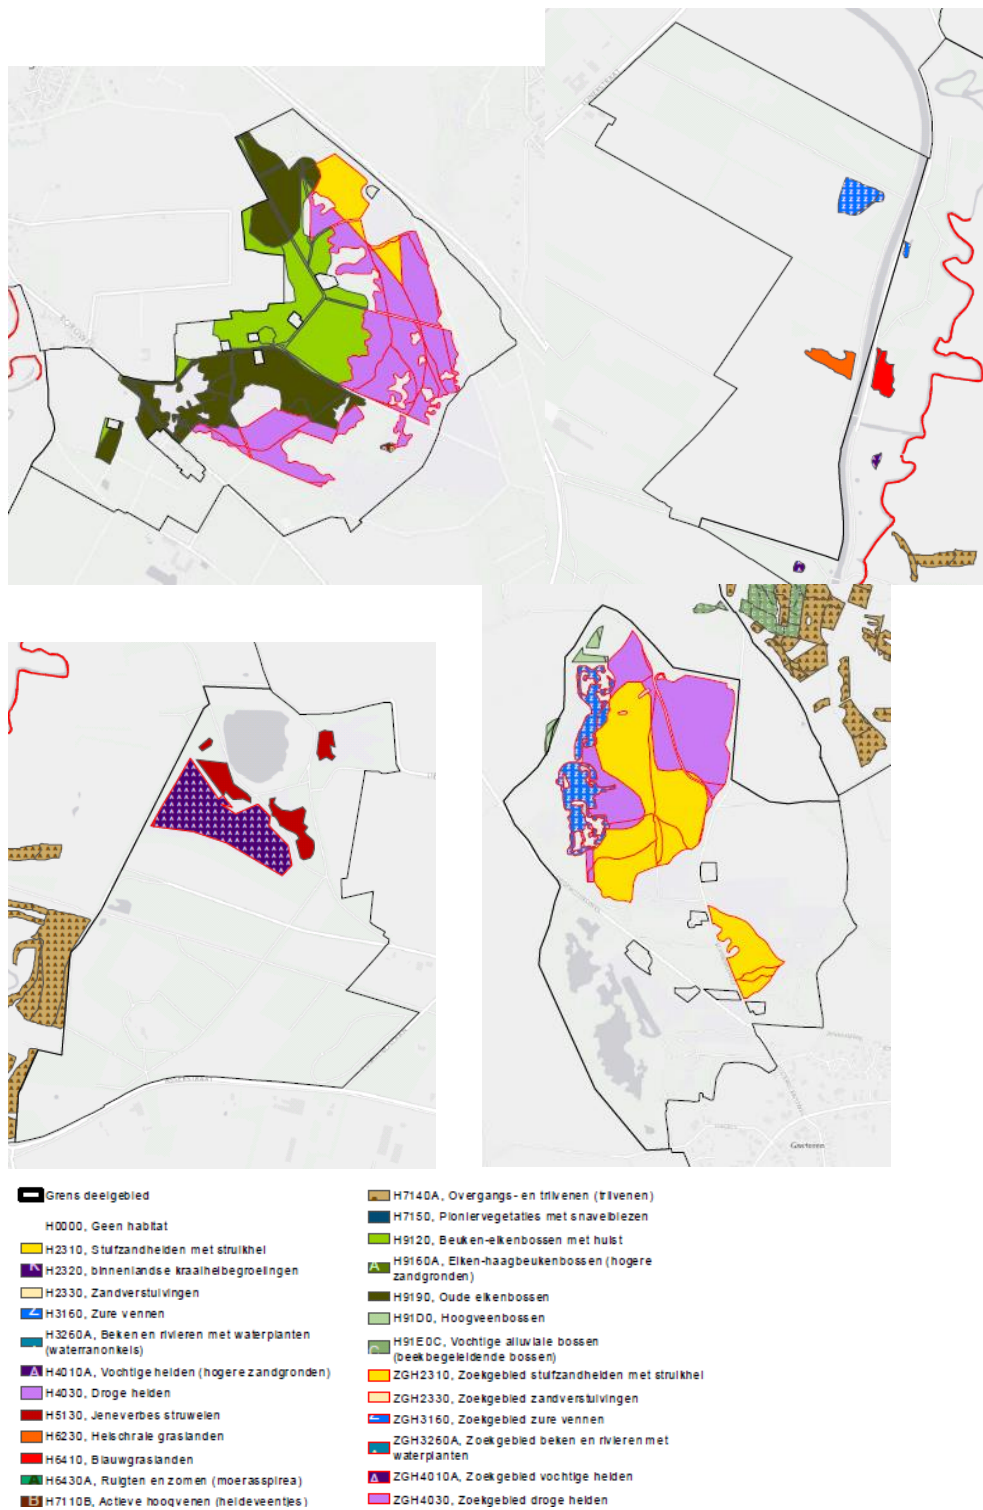 Grens deelgebied
H0000, Geen habitat
H2310, Stuifzandheiden met struikhei
H2320, binnenlandse kraaiheibegroeiingen
H2330, Zandverstuivingen
H3160, Zure vennen
H3260A, Beken en rivieren met waterplanten
(waterranonkels)
H4010A, Vochtige heiden (hogere zandgronden)
H4030, Droge heiden
H5130, Jeneverbes struwelen
H6230, Heischrale graslanden
H6410, Blauwgraslanden
H6430A, Ruigten en zomen (moerasspirea)
H7110B, Actieve hoogvenen (heideveentjes)
H7140A, Overgangs- en trilvenen (trilvenen)
H7150, Pioniervegetaties met snavelbiezen
H9120, Beuken-eikenbossen met hulst
H9160A, Eiken-haagbeukenbossen (hogere
zandgronden)
H9190, Oude eikenbossen
H91D0, Hoogveenbossen
H91E0C, Vochtige alluviale bossen
(beekbegeleidende bossen)
ZGH2310, Zoekgebied stuifzandheiden met struikhei
ZGH2330, Zoekgebied zandverstuivingen
ZGH3160, Zoekgebied zure vennen
ZGH3260A, Zoekgebied beken en rivieren met
waterplanten
ZGH4010A, Zoekgebied vochtige heiden
ZGH4030, Zoekgebied droge heiden